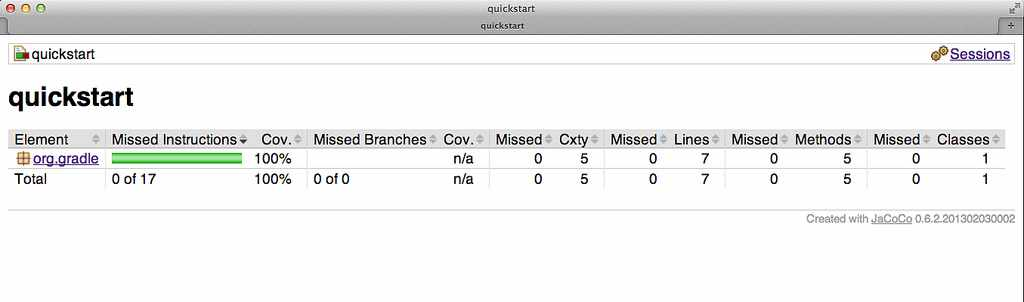 quickstart
quickstart
quickstart Sessions
quickstart
Element Missed Instructions Cov. Missed Branches Cov. Missed Cxty Missed Lines Missed Methods Missed Classes
org.gradle 100% n/a 0 5 0 7 0 5 0 1
Total 0 of 17 100% 0 of 0 n/a 0 5 0 7 0 5 0 1
Created with JaCoCo 0.6.2.201302030002